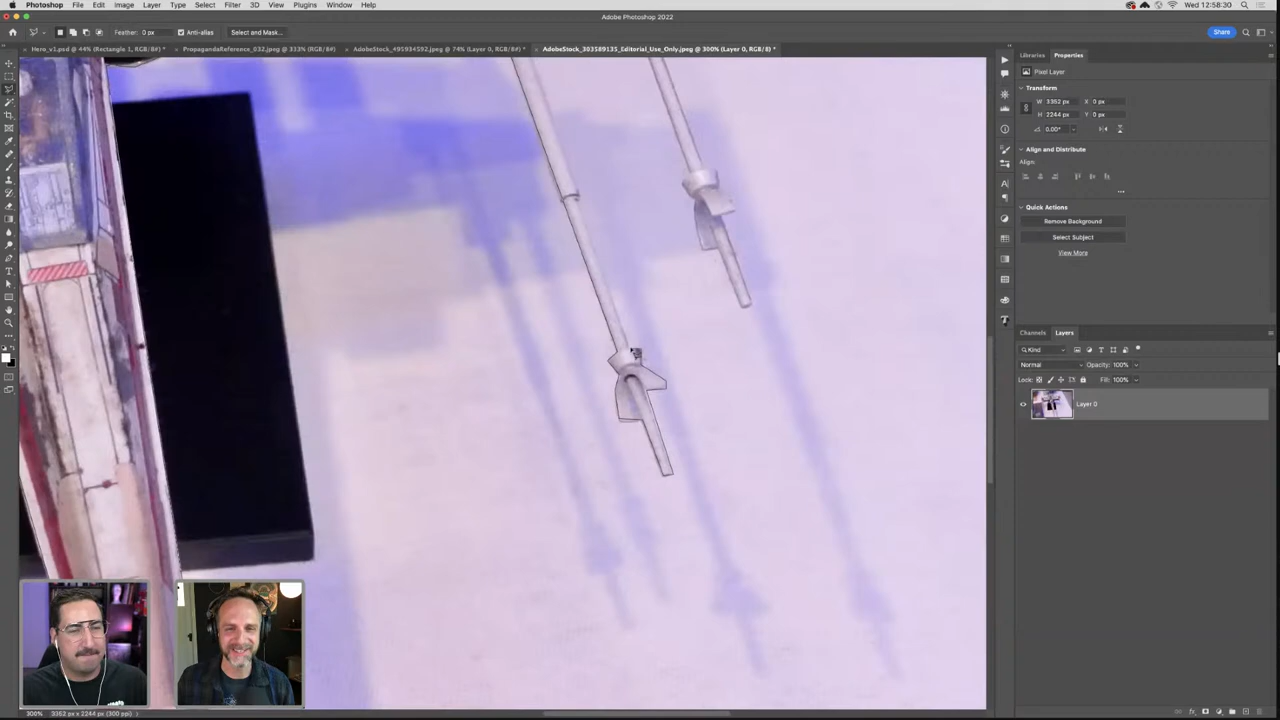 Photoshop File Edit Image Layer Type Select Filter 3D View Plugins Window Help
Wed 12:58:30
Adobe Photoshop 2022
Feather: 0 px Anti-alias Select and Mask... Share
Hero_v1.psd @ 44% (Rectangle 1, RGB/8#) *
PropagandaReference_032.jpeg @ 333% (RGB/8#)
AdobeStock_495934592.jpeg @ 74% (Layer 0, RGB/8*) *
AdobeStock_303589135_Editorial_Use_Only.jpeg @ 300% (Layer 0, RGB/8) *
Libraries Properties
Pixel Layer
Transform
W 3352 px X 0 px
H 2244 px Y 0 px
0.00°
Align and Distribute
Align:
Quick Actions
Remove Background
Select Subject
View More
Channels Layers
Kind
Normal Opacity: 100%
Lock: Fill: 100%
Layer 0
300% 3362 px x 2244 px (300 ppi)